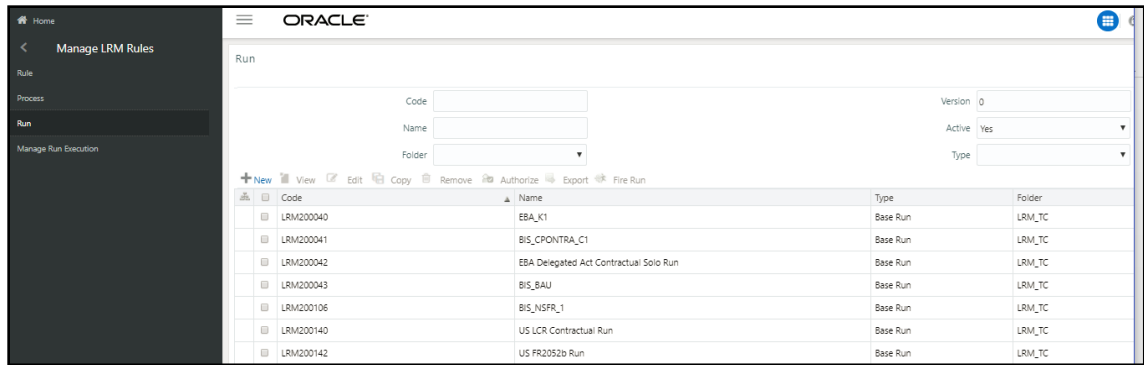 Home
Manage LRM Rules
Rule
Process
Run
Manage Run Execution
ORACLE
Run
Code
Version 0
Name
Active Yes
Folder
Type
New View Edit Copy Remove Authorize Export Fire Run
Code Name Type Folder
LRM200040 EBA_K1 Base Run LRM_TC
LRM200041 BIS_CPONTRA_C1 Base Run LRM_TC
LRM200042 EBA Delegated Act Contractual Solo Run Base Run LRM_TC
LRM200043 BIS_BAU Base Run LRM_TC
LRM200106 BIS_NSFR_1 Base Run LRM_TC
LRM200140 US LCR Contractual Run Base Run LRM_TC
LRM200142 US FR2052b Run Base Run LRM_TC